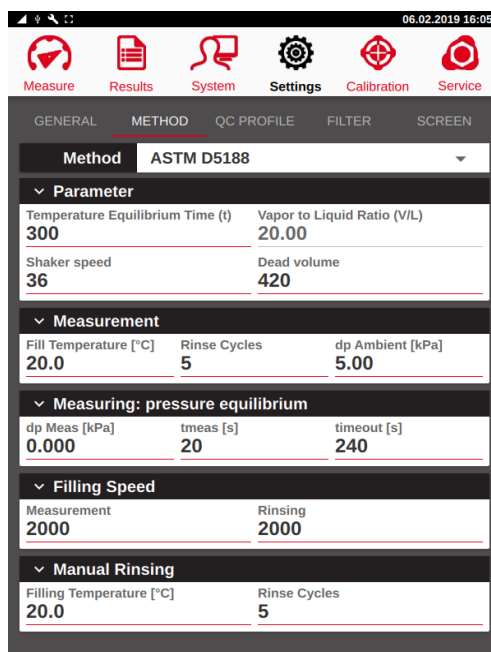 06.02.2019 16:05
Measure Results System Settings Calibration Service
GENERAL METHOD QC PROFILE FILTER SCREEN
Method ASTM D5188
Parameter
Temperature Equilibrium Time (t) Vapor to Liquid Ratio (V/L)
300 20.00
Shaker speed Dead volume
36 420
Measurement
Fill Temperature [°C] Rinse Cycles dp Ambient [kPa]
20.0 5 5.00
Measuring: pressure equilibrium
dp Meas [kPa] tmeas [s] timeout [s]
0.000 20 240
Filling Speed
Measurement Rinsing
2000 2000
Manual Rinsing
Filling Temperature [°C] Rinse Cycles
20.0 5